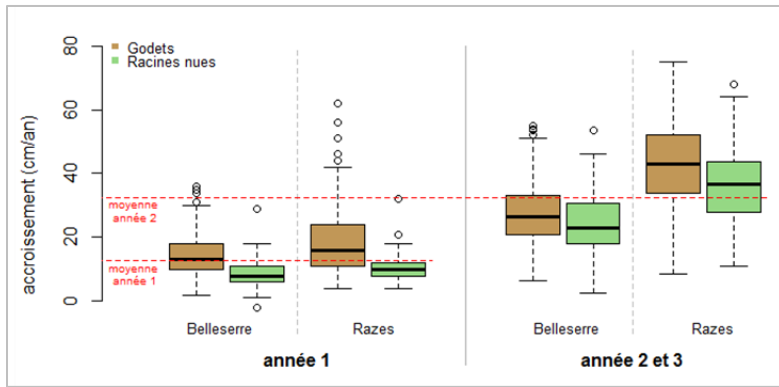 accroissement (cm/an)
80
60
40
20
0
Godets
Racines nues
moyenne
année 2
moyenne
année 1
Belleserre
Razes
Belleserre
Razes
année 1
année 2 et 3